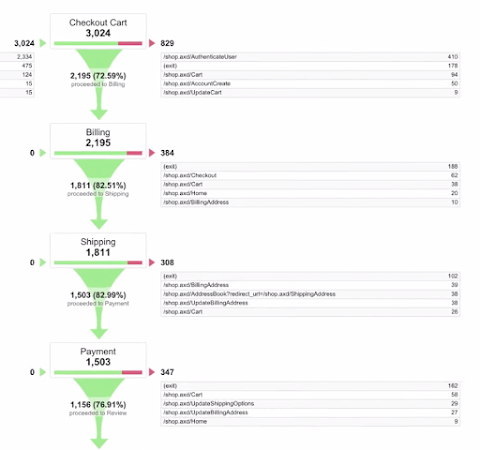 Checkout Cart
3,024
3,024
829
2,334
475
124
15
15
/shop.axd/AuthenticateUser 410
(exit) 178
/shop.axd/Cart 94
/shop.axd/AccountCreate 50
/shop.axd/UpdateCart 9
2,195 (72.59%)
proceeded to Billing
Billing
2,195
0
384
(exit) 186
/shop.axd/Checkout 62
/shop.axd/Cart 38
/shop.axd/Home 20
/shop.axd/BillingAddress 10
1,811 (82.51%)
proceeded to Shipping
Shipping
1,811
0
308
(exit) 102
/shop.axd/BillingAddress 39
/shop.axd/AddressBook?redirect_url=/shop.axd/ShippingAddress 38
/shop.axd/UpdateBillingAddress 38
/shop.axd/Cart 26
1,503 (82.99%)
proceeded to Payment
Payment
1,503
0
347
(exit) 162
/shop.axd/Cart 58
/shop.axd/UpdateShippingOptions 29
/shop.axd/UpdateBillingAddress 27
/shop.axd/Home 9
1,156 (76.91%)
proceeded to Review